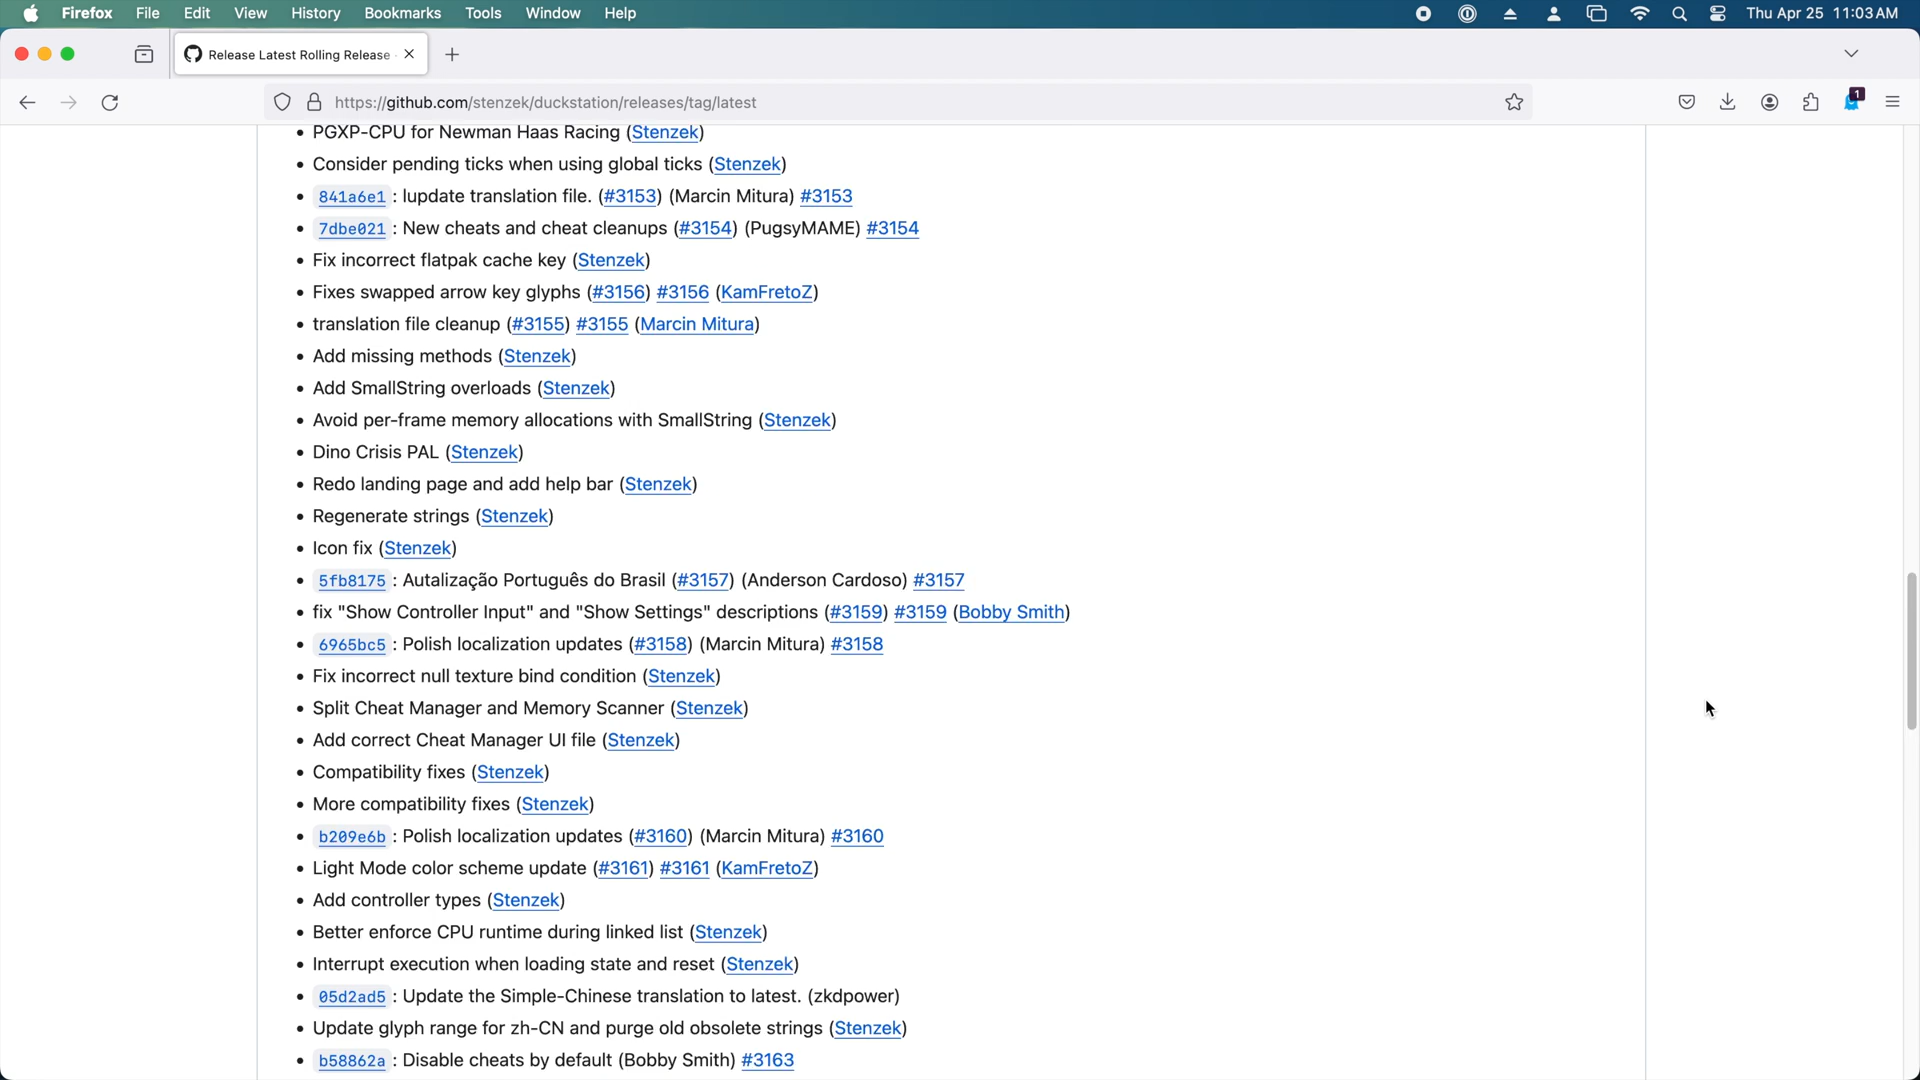 Firefox File Edit View History Bookmarks Tools Window Help Thu Apr 25 11:03 AM
Release Latest Rolling Release
https://github.com/stenzek/duckstation/releases/tag/latest 1
• PGXP-CPU for Newman Haas Racing (Stenzek)
• Consider pending ticks when using global ticks (Stenzek)
• 841a6e1 : lupdate translation file. (#3153) (Marcin Mitura) #3153
• 7dbe021 : New cheats and cheat cleanups (#3154) (PugsyMAME) #3154
• Fix incorrect flatpak cache key (Stenzek)
• Fixes swapped arrow key glyphs (#3156) #3156 (KamFretoZ)
• translation file cleanup (#3155) #3155 (Marcin Mitura)
• Add missing methods (Stenzek)
• Add SmallString overloads (Stenzek)
• Avoid per-frame memory allocations with SmallString (Stenzek)
• Dino Crisis PAL (Stenzek)
• Redo landing page and add help bar (Stenzek)
• Regenerate strings (Stenzek)
• Icon fix (Stenzek)
• 5fb8175 : Autalização Português do Brasil (#3157) (Anderson Cardoso) #3157
• fix "Show Controller Input" and "Show Settings" descriptions (#3159) #3159 (Bobby Smith)
• 6965bc5 : Polish localization updates (#3158) (Marcin Mitura) #3158
• Fix incorrect null texture bind condition (Stenzek)
• Split Cheat Manager and Memory Scanner (Stenzek)
• Add correct Cheat Manager UI file (Stenzek)
• Compatibility fixes (Stenzek)
• More compatibility fixes (Stenzek)
• b209e6b : Polish localization updates (#3160) (Marcin Mitura) #3160
• Light Mode color scheme update (#3161) #3161 (KamFretoZ)
• Add controller types (Stenzek)
• Better enforce CPU runtime during linked list (Stenzek)
• Interrupt execution when loading state and reset (Stenzek)
• 05d2ad5 : Update the Simple-Chinese translation to latest. (zkdpower)
• Update glyph range for zh-CN and purge old obsolete strings (Stenzek)
• b58862a : Disable cheats by default (Bobby Smith) #3163